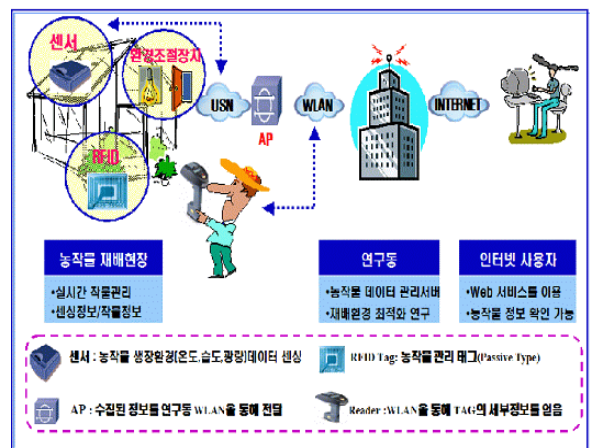 센서
환경조절장치
USN
AP
WLAN
INTERNET
RFID
농작물 재배현장
•실시간 작물관리
•센싱정보/작물정보
연구동
•농작물 데이터 관리서버
•재배환경 최적화 연구
인터넷 사용자
•Web 서비스를 이용
•농작물 정보 확인 가능
센서 : 농작물 생장환경(온도,습도,광량)데이터 센싱
RFID Tag: 농작물 관리 태그(Passive Type)
AP : 수집된 정보를 연구동 WLAN을 통해 전달
Reader :WLAN을 통해 TAG의 세부정보를 얻음